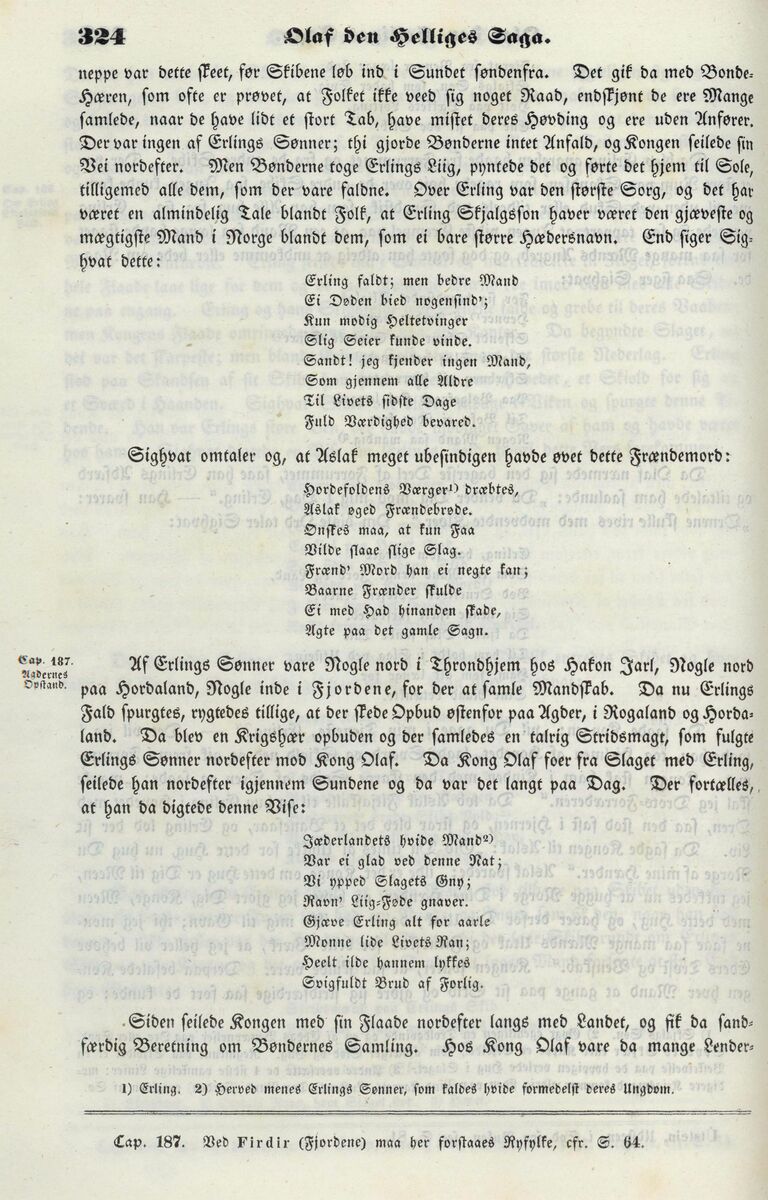 324 Olaf den Helliges Saga.
neppe var dette skeet, før Skibene løb ind i Sundet søndenfra. Det gik da med Bonde-
Hæren, som ofte er prøvet, at Folket ikke veed sig noget Raad, endskjønt de ere Mange
samlede, naar de have lidt et stort Tab, have mistet deres Høvding og ere uden Anfører.
Der var ingen af Erlings Sønner; thi gjorde Bønderne intet Anfald, og Kongen seilede sin
Vei nordefter. Men Bønderne toge Erlings Liig, pyntede det og førte det hjem til Sole,
tilligemed alle dem, som der vare faldne. Over Erling var den største Sorg, og det har
været en almindelig Tale blandt Folk, at Erling Skjalgsson haver været den gjæveste og
mægtigste Mand i Norge blandt dem, som ei bare større Hædersnavn. End siger Sig-
hvat dette:
Erling faldt; men bedre Mand
Ei Døden bied nogensind';
Kun modig Heltetvinger
Slig Seier kunde vinde.
Sandt! jeg kjender ingen Mand,
Som gjennem alle Aldre
Til Livets sidste Dage
Fuld Værdighed bevared.
Sighvat omtaler og, at Aslak meget ubesindigen havde øvet dette Frændemord:
Hordefoldens Værger1) dræbtes,
Aslak øged Frændebrøde.
Ønskes maa, at kun Faa
Vilde slaae slige Slag.
Frænd' Mord han ei negte kan;
Baarne Frænder skulde
Ei med Had hinanden skade,
Agte paa det gamle Sagn.
Cap. 187.
Agdernes
Opstand.
Af Erlings Sønner vare Nogle nord i Throndhjem hos Hakon Jarl, Nogle nord
paa Hordaland, Nogle inde i Fjordene, for der at samle Mandskab. Da nu Erlings
Fald spurgtes, rygtedes tillige, at der skede Opbud østenfor paa Agder, i Rogaland og Horda-
land. Da blev en Krigshær opbuden og der samledes en talrig Stridsmagt, som fulgte
Erlings Sønner nordefter mod Kong Olaf. Da Kong Olaf foer fra Slaget med Erling,
seilede han nordefter igjennem Sundene og da var det langt paa Dag. Der fortælles,
at han da digtede denne Vise:
Jæderlandets hvide Mand2)
Var ei glad ved denne Nat;
Vi ypped Slagets Gny;
Ravn' Liig-Føde gnaver.
Gjæve Erling alt for aarle
Monne lide Livets Ran;
Heelt ilde hannem lykkes
Svigfuldt Brud af Forlig.
Siden seilede Kongen med sin Flaade nordefter langs med Landet, og fik da sand-
færdig Beretning om Bøndernes Samling. Hos Kong Olaf vare da mange Lender-
1) Erling. 2) Herved menes Erlings Sønner, som kaldes hvide formedelst deres Ungdom.
Cap. 187. Ved Firdir (Fjordene) maa her forstaaes Ryfylke, cfr. S. 64.